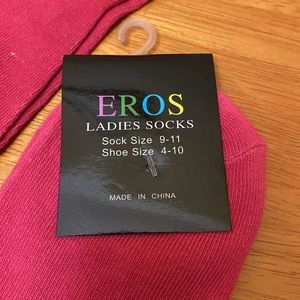 EROS
LADIES SOCKS
Sock Size 9-11
Shoe Size 4-10
MADE IN CHINA